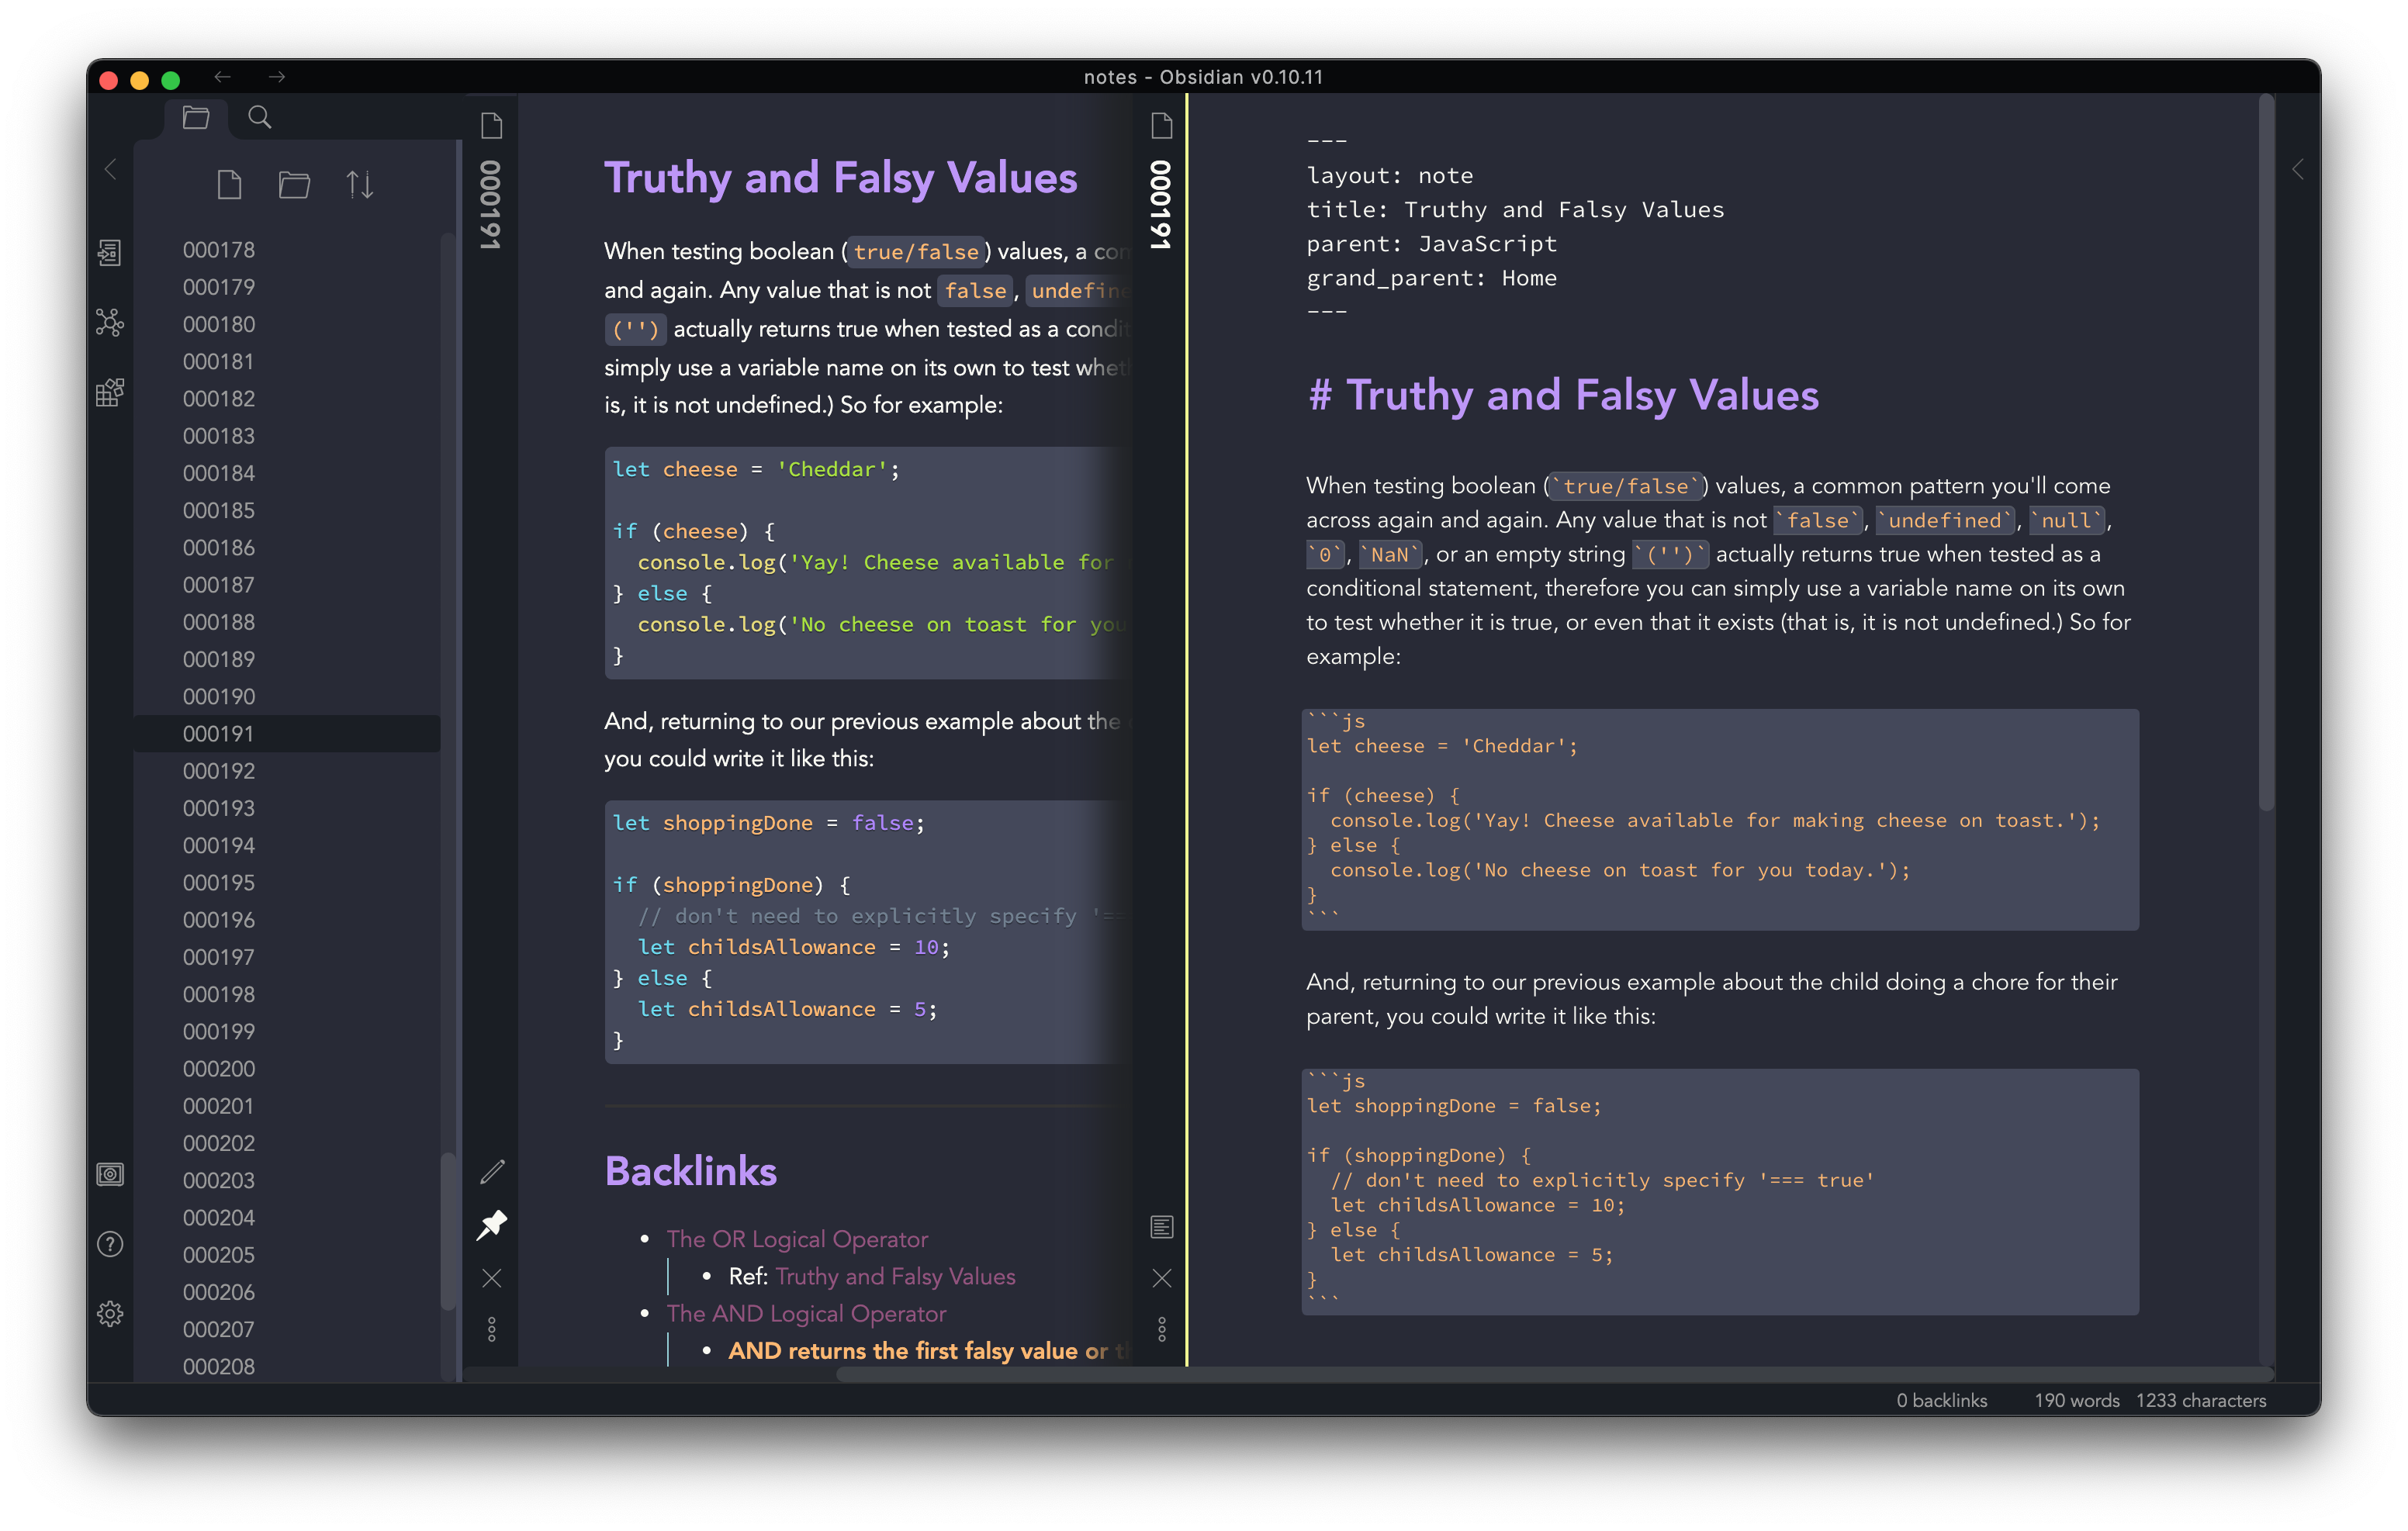 notes - Obsidian v0.10.11
000178
000179
000180
000181
000182
000183
000184
000185
000186
000187
000188
000189
000190
000191
000192
000193
000194
000195
000196
000197
000198
000199
000200
000201
000202
000203
000204
000205
000206
000207
000208
000191
Truthy and Falsy Values
When testing boolean (true/false) values, a com
and again. Any value that is not false, undefine
('') actually returns true when tested as a condit
simply use a variable name on its own to test wheth
is, it is not undefined.) So for example:
let cheese = 'Cheddar';
if (cheese) {
  console.log('Yay! Cheese available for
} else {
  console.log('No cheese on toast for you
}
And, returning to our previous example about the
you could write it like this:
let shoppingDone = false;
if (shoppingDone) {
  // don't need to explicitly specify '==
  let childsAllowance = 10;
} else {
  let childsAllowance = 5;
}
Backlinks
• The OR Logical Operator
• Ref: Truthy and Falsy Values
• The AND Logical Operator
• AND returns the first falsy value or th
000191
---
layout: note
title: Truthy and Falsy Values
parent: JavaScript
grand_parent: Home
---
# Truthy and Falsy Values
When testing boolean (`true/false`) values, a common pattern you'll come
across again and again. Any value that is not `false`, `undefined`, `null`,
`0`, `NaN`, or an empty string `('')` actually returns true when tested as a
conditional statement, therefore you can simply use a variable name on its own
to test whether it is true, or even that it exists (that is, it is not undefined.) So for
example:
```js
let cheese = 'Cheddar';
if (cheese) {
  console.log('Yay! Cheese available for making cheese on toast.');
} else {
  console.log('No cheese on toast for you today.');
}
```
And, returning to our previous example about the child doing a chore for their
parent, you could write it like this:
```js
let shoppingDone = false;
if (shoppingDone) {
  // don't need to explicitly specify '=== true'
  let childsAllowance = 10;
} else {
  let childsAllowance = 5;
}
```
0 backlinks
190 words
1233 characters